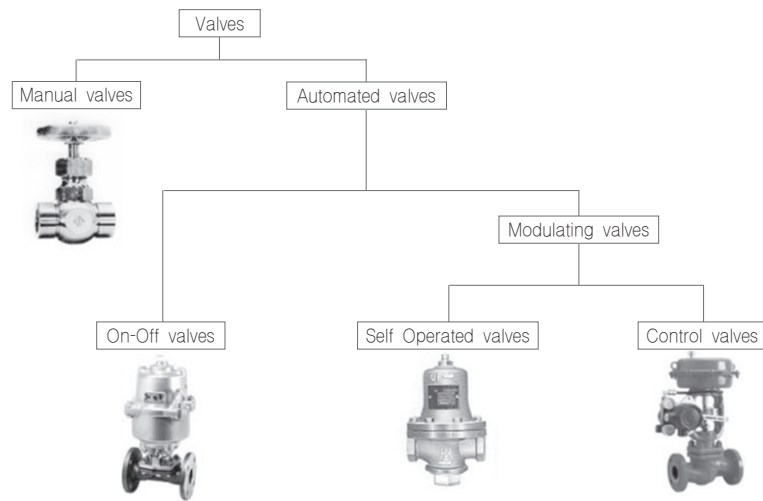 Valves
Manual valves
Automated valves
Modulating valves
On-Off valves
Self Operated valves
Control valves